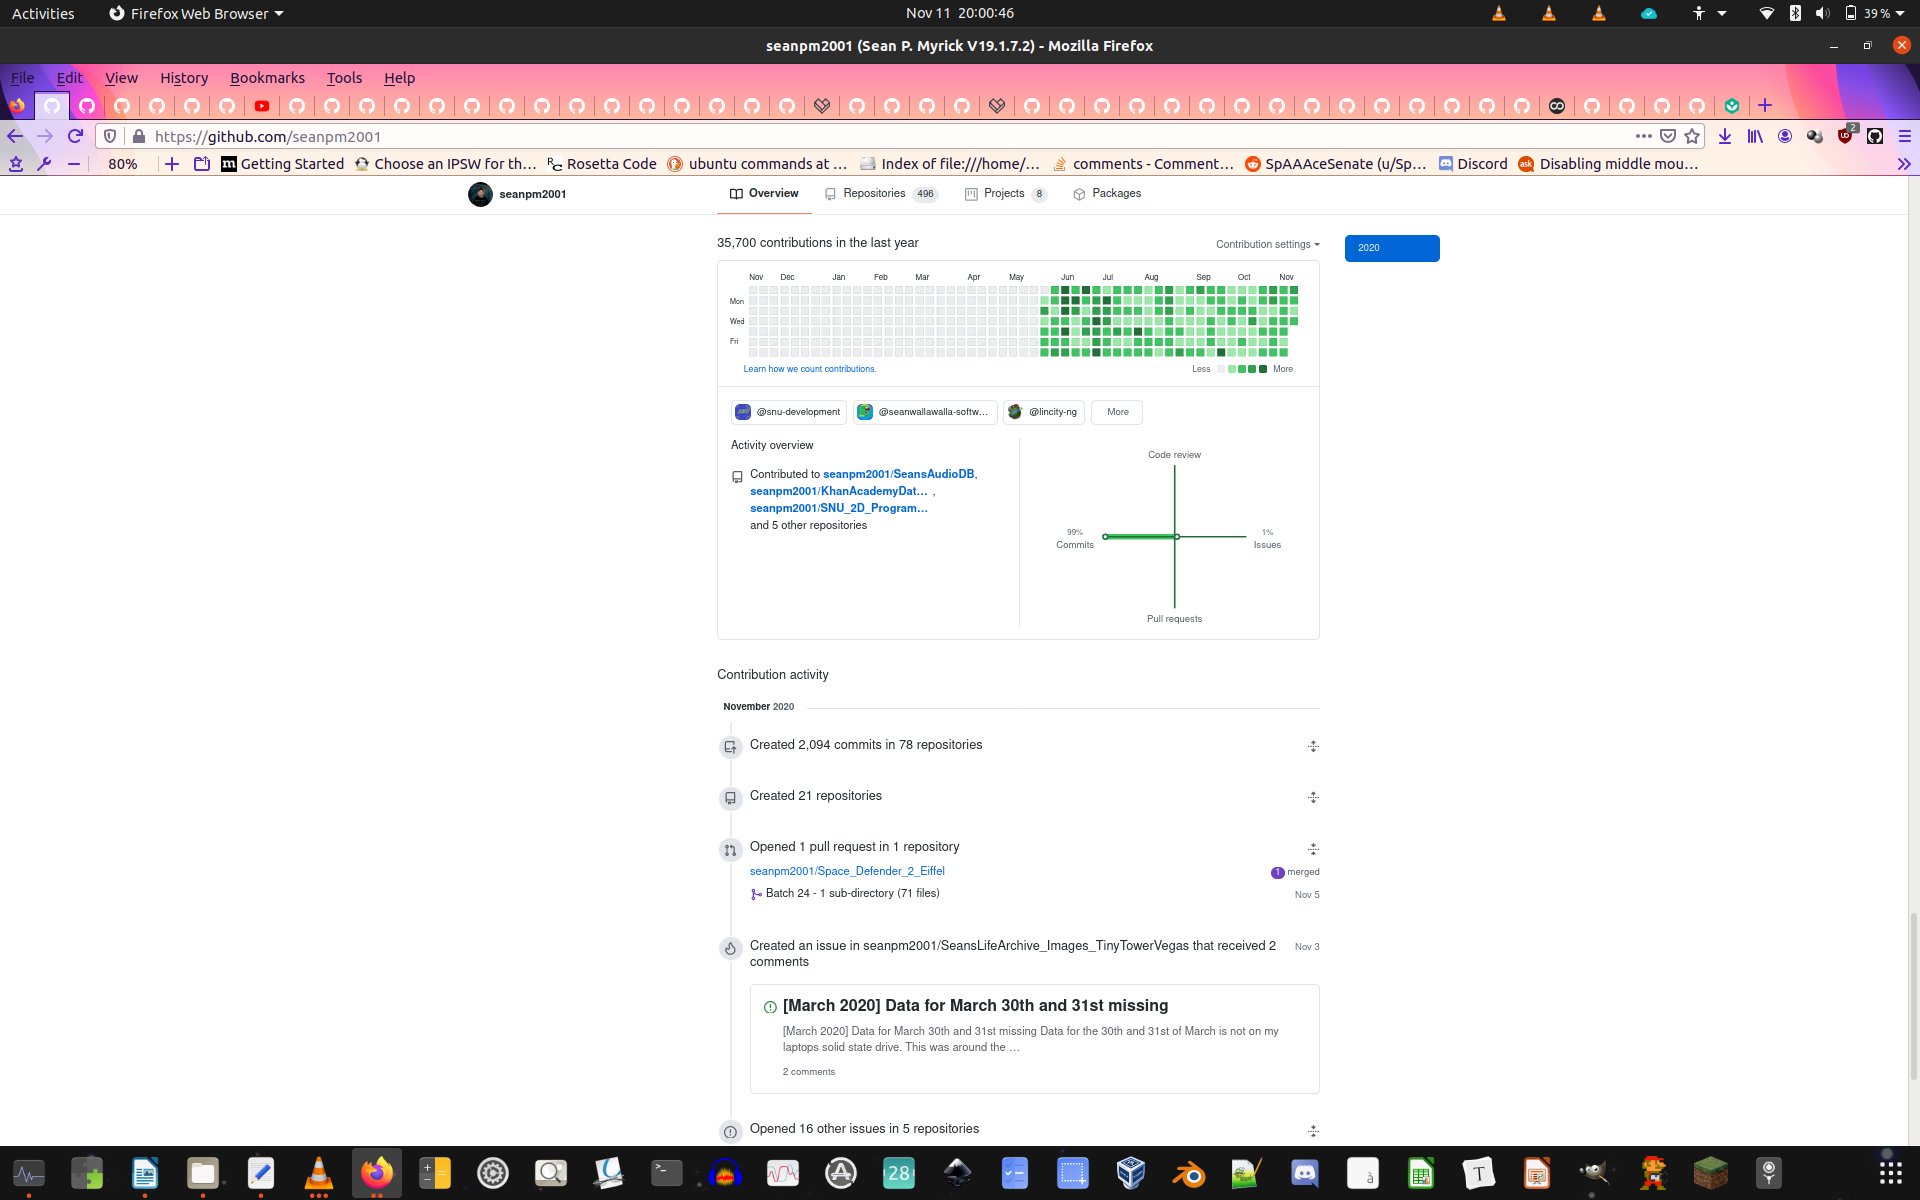 Activities
Firefox Web Browser
Nov 11 20:00:46
39 %
seanpm2001 (Sean P. Myrick V19.1.7.2) - Mozilla Firefox
File Edit View History Bookmarks Tools Help
https://github.com/seanpm2001
2
80%
Getting Started
Choose an IPSW for th…
Rosetta Code
ubuntu commands at …
Index of file:///home/…
comments - Comment…
SpAAAceSenate (u/Sp…
Discord
Disabling middle mou…
seanpm2001
Overview
Repositories 496
Projects 8
Packages
35,700 contributions in the last year
Contribution settings
2020
Nov Dec Jan Feb Mar Apr May Jun Jul Aug Sep Oct Nov
Mon
Wed
Fri
Learn how we count contributions.
Less
More
@snu-development
@seanwallawalla-softw…
@lincity-ng
More
Activity overview
Contributed to seanpm2001/SeansAudioDB,
seanpm2001/KhanAcademyDat… ,
seanpm2001/SNU_2D_Program…
and 5 other repositories
Code review
99%
Commits
1%
Issues
Pull requests
Contribution activity
November 2020
Created 2,094 commits in 78 repositories
Created 21 repositories
Opened 1 pull request in 1 repository
seanpm2001/Space_Defender_2_Eiffel
1 merged
Batch 24 - 1 sub-directory (71 files)
Nov 5
Created an issue in seanpm2001/SeansLifeArchive_Images_TinyTowerVegas that received 2
comments
Nov 3
[March 2020] Data for March 30th and 31st missing
[March 2020] Data for March 30th and 31st missing Data for the 30th and 31st of March is not on my
laptops solid state drive. This was around the …
2 comments
Opened 16 other issues in 5 repositories
28